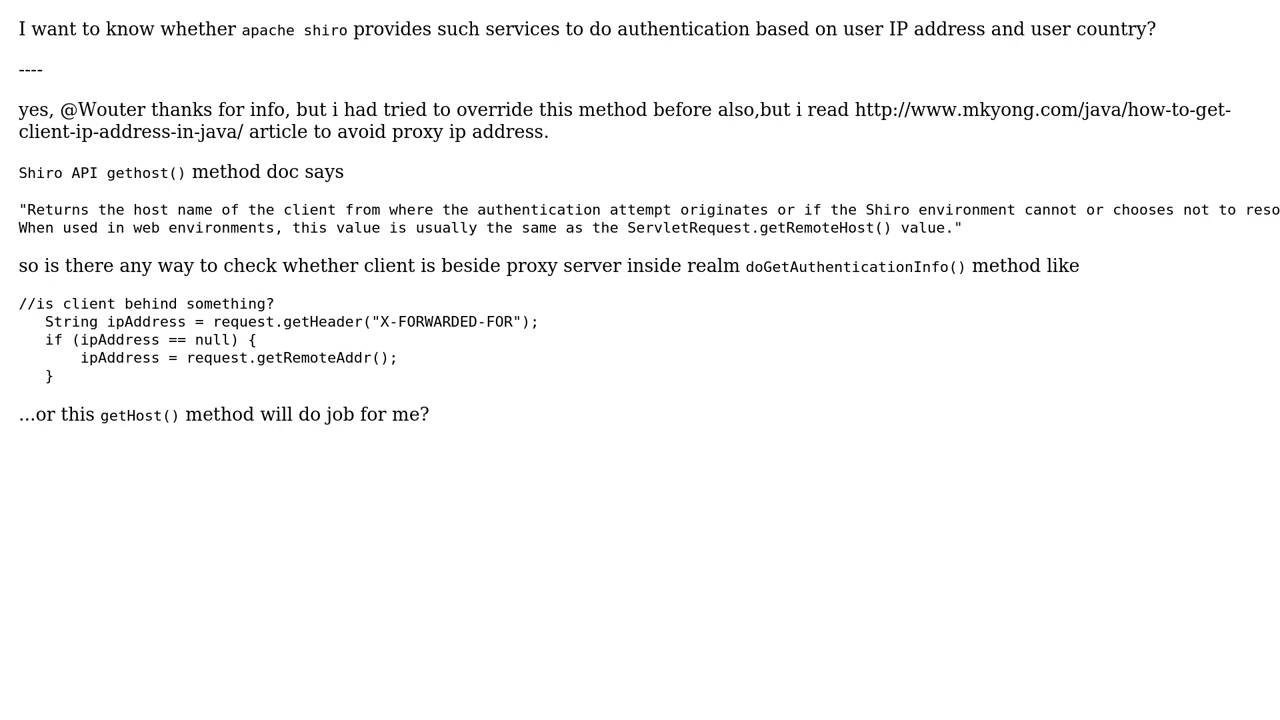 I want to know whether apache shiro provides such services to do authentication based on user IP address and user country?
----
yes, @Wouter thanks for info, but i had tried to override this method before also,but i read http://www.mkyong.com/java/how-to-get-
client-ip-address-in-java/ article to avoid proxy ip address.
Shiro API gethost() method doc says
"Returns the host name of the client from where the authentication attempt originates or if the Shiro environment cannot or chooses not to
When used in web environments, this value is usually the same as the ServletRequest.getRemoteHost() value."
so is there any way to check whether client is beside proxy server inside realm doGetAuthenticationInfo() method like
//is client behind something?
   String ipAddress = request.getHeader("X-FORWARDED-FOR");
   if (ipAddress == null) {
       ipAddress = request.getRemoteAddr();
   }
...or this getHost() method will do job for me?